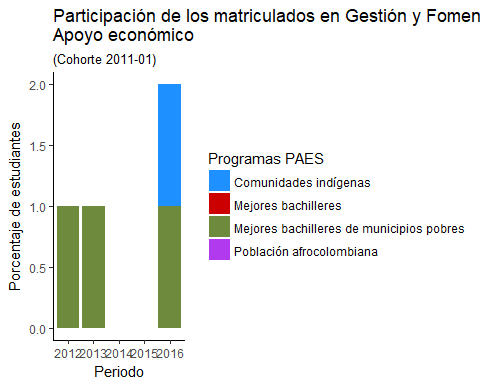 Participación de los matriculados en Gestión y Fomen
Apoyo económico
(Cohorte 2011-01)
Porcentaje de estudiantes
2.0
1.5
1.0
0.5
0.0
2012 2013 2014 2015 2016
Periodo
Programas PAES
Comunidades indígenas
Mejores bachilleres
Mejores bachilleres de municipios pobres
Población afrocolombiana